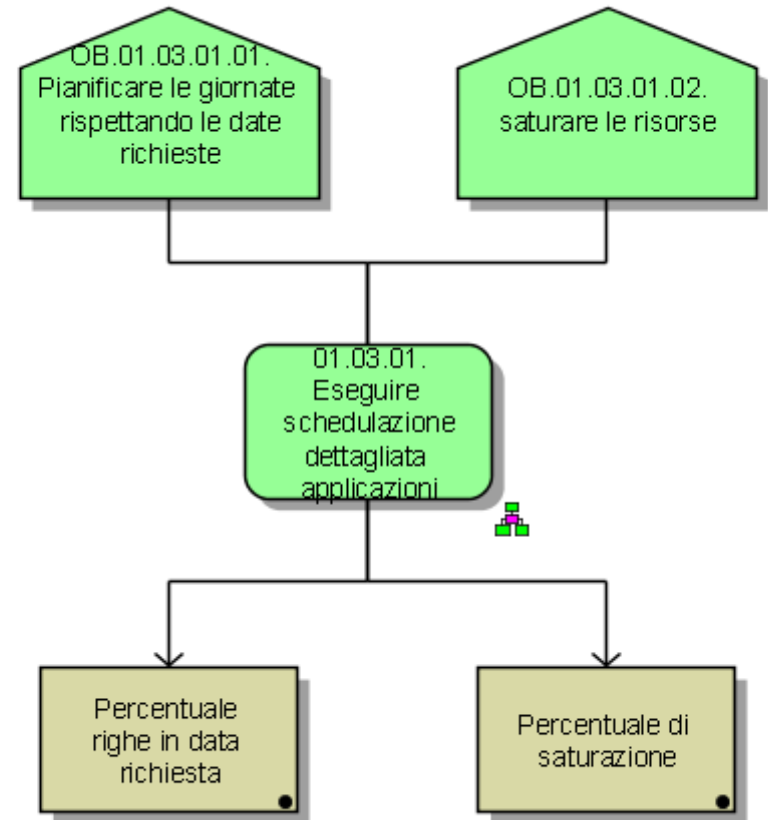 OB.01.03.01.01.
Pianificare le giornate
rispettando le date
richieste
OB.01.03.01.02.
saturare le risorse
01.03.01.
Eseguire
schedulazione
dettagliata
applicazioni
Percentuale
righe in data
richiesta
Percentuale di
saturazione